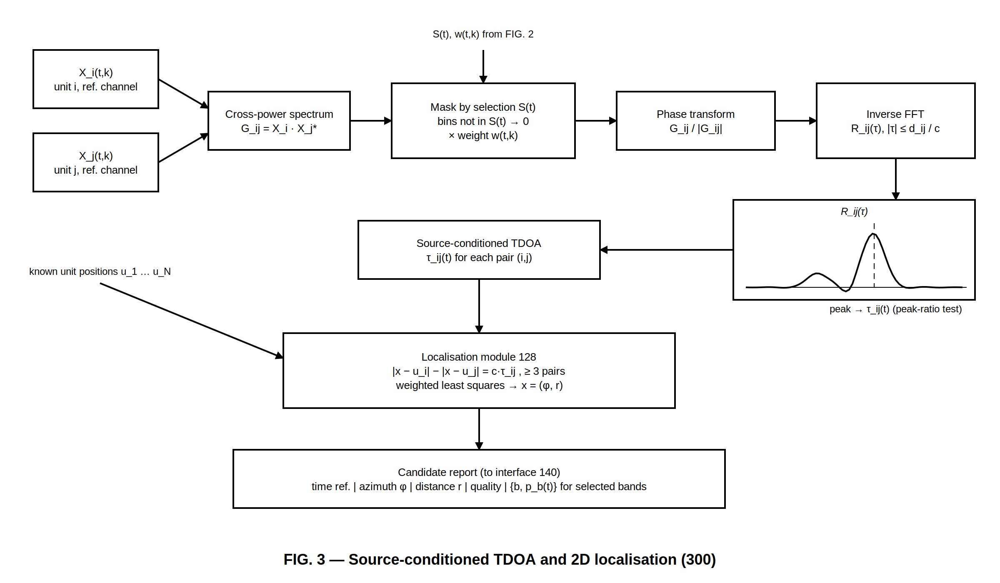 S(t), w(t,k) from FIG. 2
X_i(t,k)
unit i, ref. channel
X_j(t,k)
unit j, ref. channel
Cross-power spectrum
G_ij = X_i · X_j*
Mask by selection S(t)
bins not in S(t) → 0
× weight w(t,k)
Phase transform
G_ij / |G_ij|
Inverse FFT
R_ij(τ), |τ| ≤ d_ij / c
R_ij(τ)
peak → τ_ij(t) (peak-ratio test)
Source-conditioned TDOA
τ_ij(t) for each pair (i,j)
known unit positions u_1 … u_N
Localisation module 128
|x − u_i| − |x − u_j| = c·τ_ij , ≥ 3 pairs
weighted least squares → x = (φ, r)
Candidate report (to interface 140)
time ref. | azimuth φ | distance r | quality | {b, p_b(t)} for selected bands
FIG. 3 — Source-conditioned TDOA and 2D localisation (300)